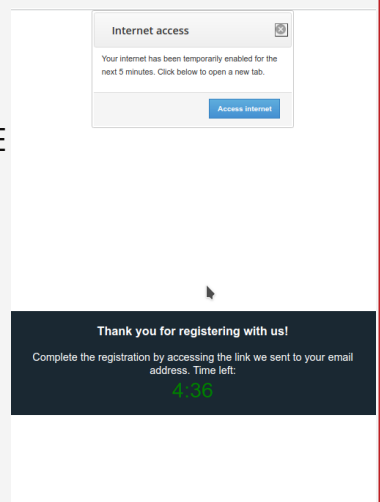 Internet access
Your internet has been temporarily enabled for the
next 5 minutes. Click below to open a new tab.
Access internet
Thank you for registering with us!
Complete the registration by accessing the link we sent to your email
address. Time left:
4:36